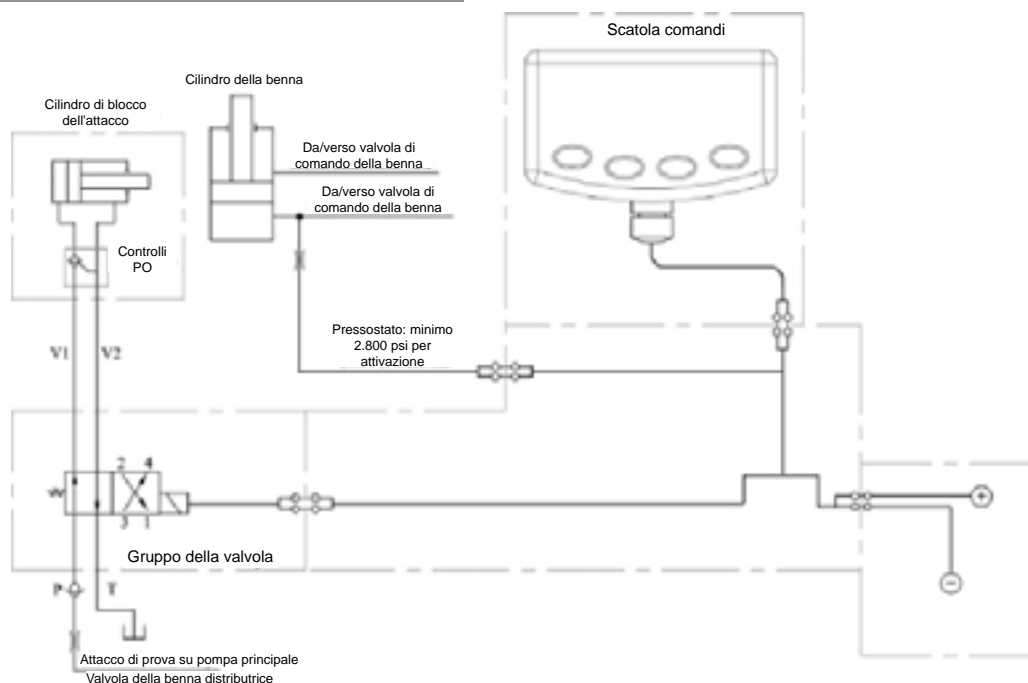 Scatola comandi
Cilindro della benna
Cilindro di blocco
dell'attacco
Da/verso valvola di
comando della benna
Da/verso valvola di
comando della benna
Controlli
PO
Pressostato: minimo
2.800 psi per
attivazione
V1
V2
2
4
3
1
Gruppo della valvola
P
T
+
−
Attacco di prova su pompa principale
Valvola della benna distributrice